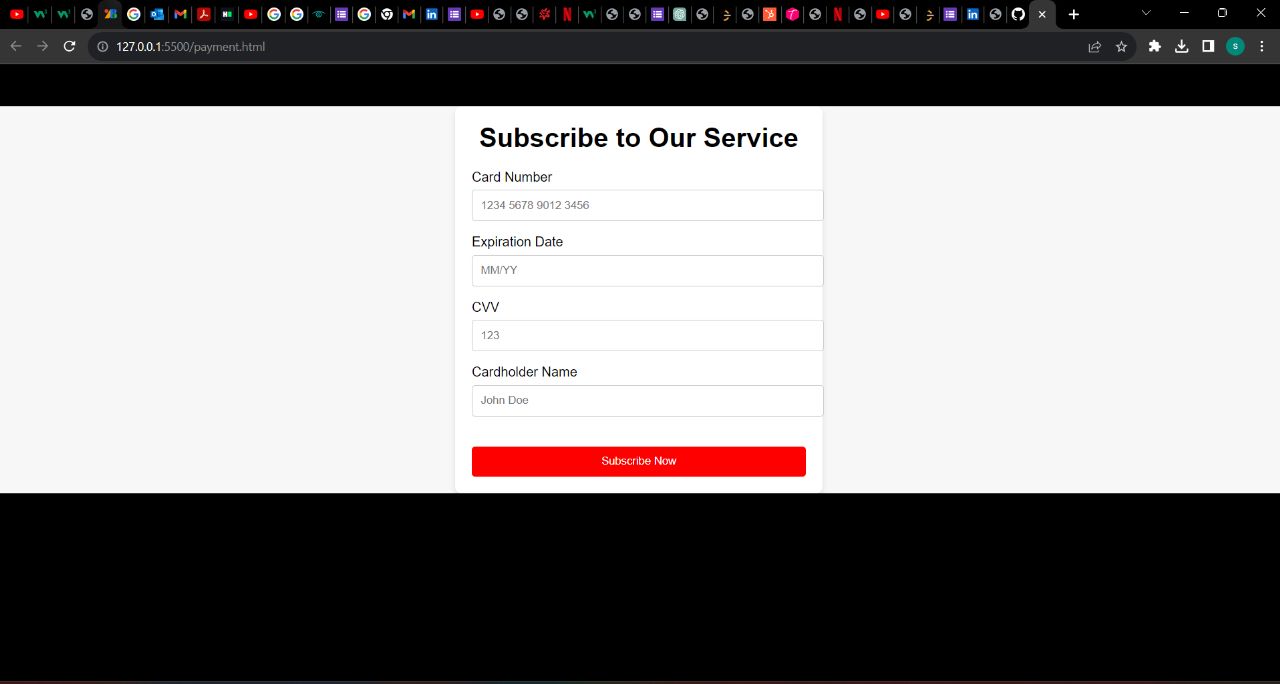 127.0.0.1:5500/payment.html
S
Subscribe to Our Service
Card Number
1234 5678 9012 3456
Expiration Date
MM/YY
CVV
123
Cardholder Name
John Doe
Subscribe Now